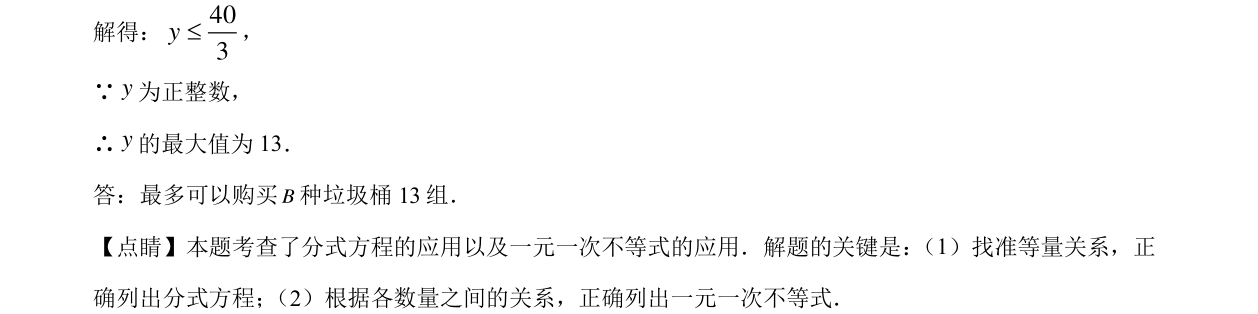 解得：y ≤ 40/3，
∵ y 为正整数，
∴ y 的最大值为 13．
答：最多可以购买 B 种垃圾桶 13 组．
【点睛】本题考查了分式方程的应用以及一元一次不等式的应用．解题的关键是：（1）找准等量关系，正
确列出分式方程；（2）根据各数量之间的关系，正确列出一元一次不等式．